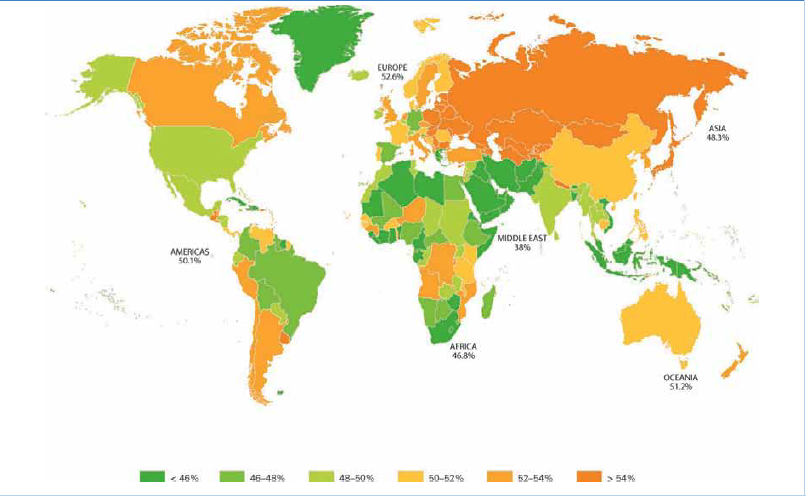 EUROPE
52.6%
ASIA
48.3%
AMERICAS
50.1%
MIDDLE EAST
38%
AFRICA
46.8%
OCEANIA
51.2%
< 46%
46–48%
48–50%
50–52%
52–54%
> 54%